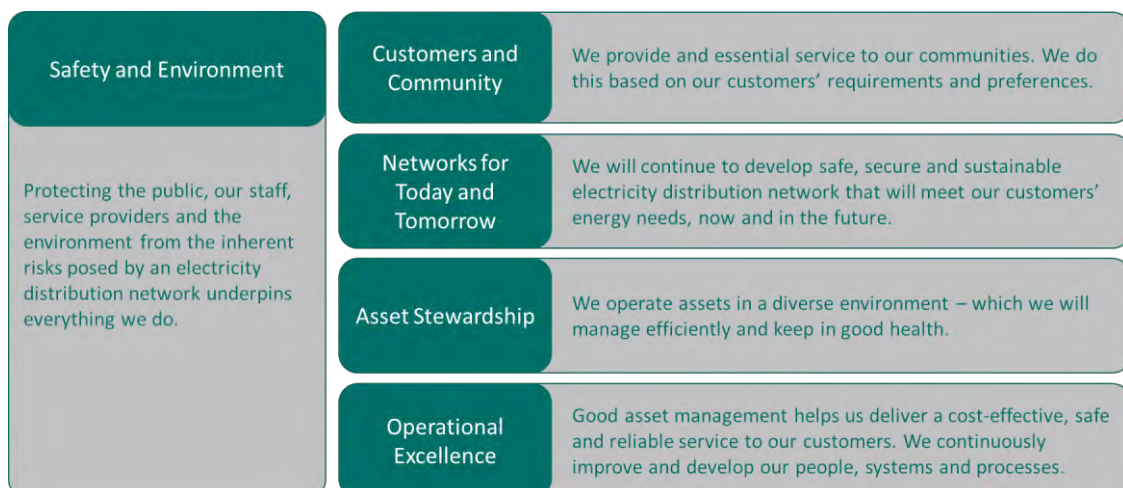 Safety and Environment
Protecting the public, our staff,
service providers and the
environment from the inherent
risks posed by an electricity
distribution network underpins
everything we do.
Customers and
Community
We provide and essential service to our communities. We do
this based on our customers’ requirements and preferences.
Networks for
Today and
Tomorrow
We will continue to develop safe, secure and sustainable
electricity distribution network that will meet our customers’
energy needs, now and in the future.
Asset Stewardship
We operate assets in a diverse environment – which we will
manage efficiently and keep in good health.
Operational
Excellence
Good asset management helps us deliver a cost-effective, safe
and reliable service to our customers. We continuously
improve and develop our people, systems and processes.